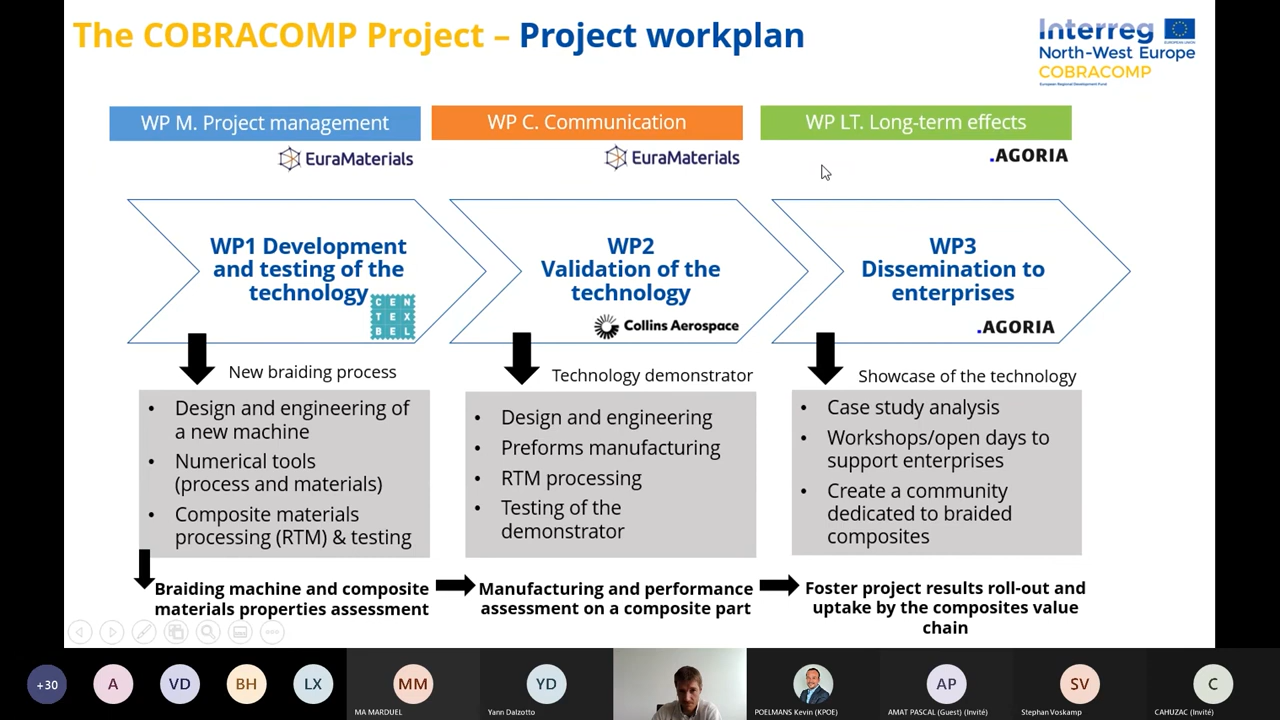 The COBRACOMP Project – Project workplan
Interreg
EUROPEAN UNION
North-West Europe
COBRACOMP
European Regional Development Fund
WP M. Project management
WP C. Communication
WP LT. Long-term effects
EuraMaterials
EuraMaterials
.AGORIA
WP1 Development
and testing of the
technology
CEN
TEX
BEL
WP2
Validation of the
technology
Collins Aerospace
WP3
Dissemination to
enterprises
.AGORIA
New braiding process
Technology demonstrator
Showcase of the technology
• Design and engineering of
a new machine
• Numerical tools
(process and materials)
• Composite materials
processing (RTM) & testing
• Design and engineering
• Preforms manufacturing
• RTM processing
• Testing of the
demonstrator
• Case study analysis
• Workshops/open days to
support enterprises
• Create a community
dedicated to braided
composites
Braiding machine and composite
materials properties assessment
Manufacturing and performance
assessment on a composite part
Foster project results roll-out and
uptake by the composites value
chain
+30
A
VD
BH
LX
MM
MA MARDUEL
YD
Yann Dalzotto
POELMANS Kevin (KPOE)
AP
AMAT PASCAL (Guest) (Invité)
SV
Stephan Voskamp
C
CAHUZAC (Invité)